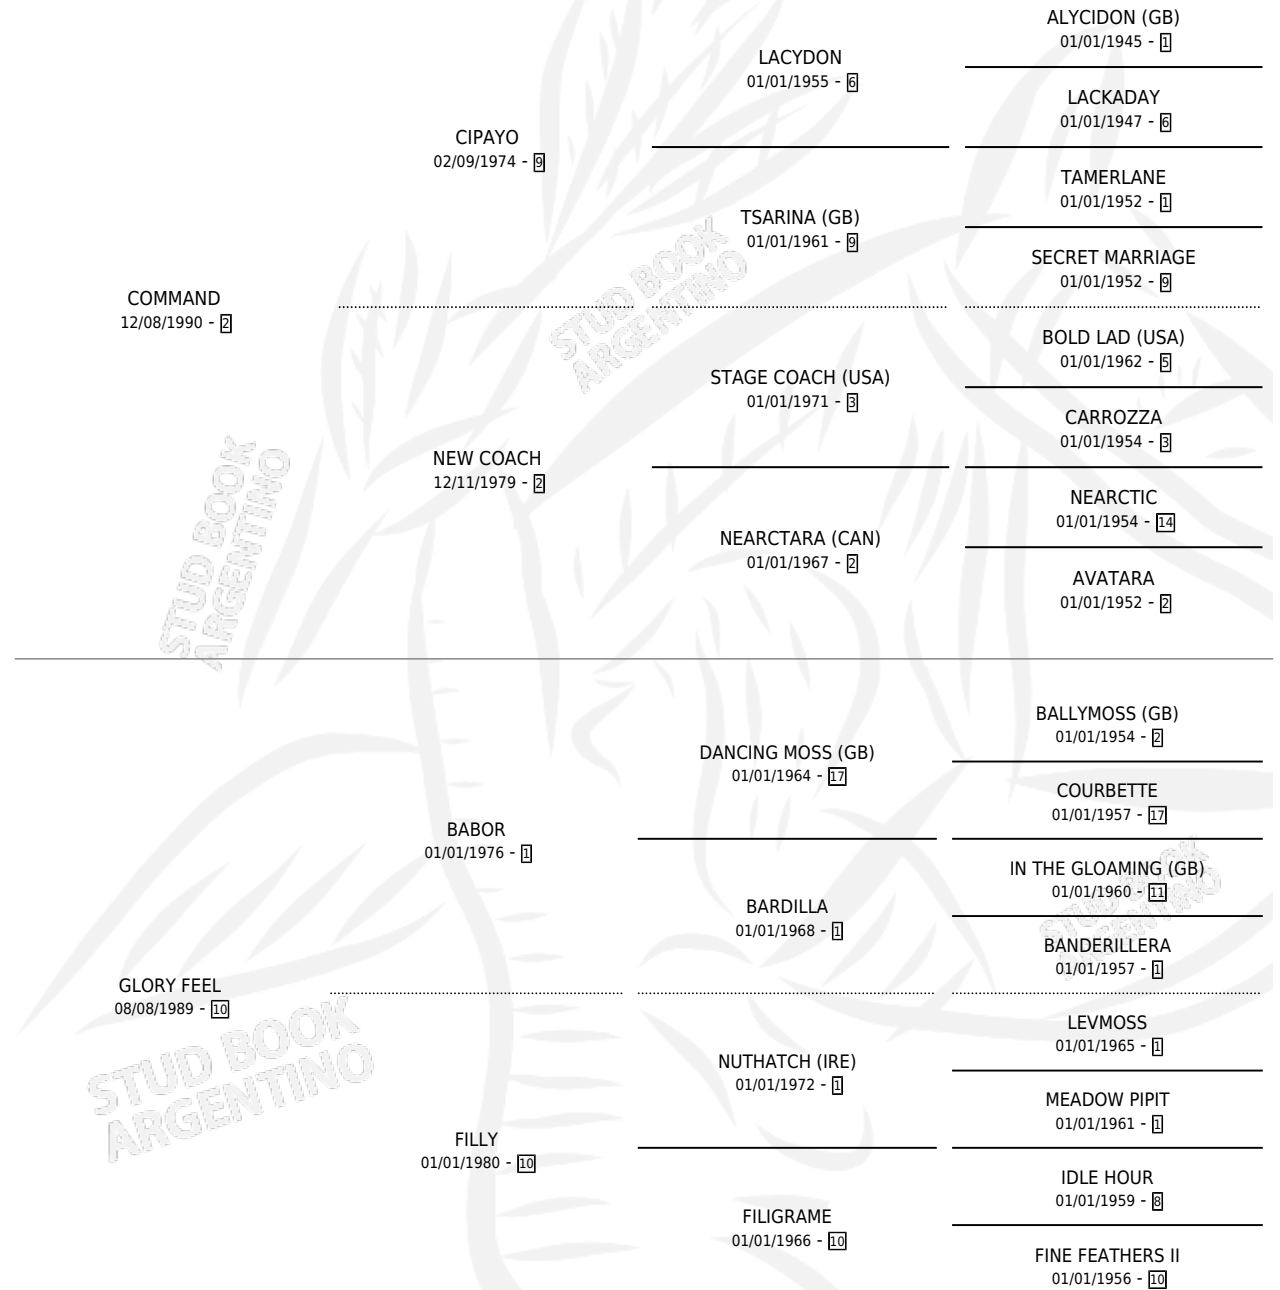 ALYCIDON (GB)
01/01/1945 - 1
LACYDON
01/01/1955 - 6
LACKADAY
01/01/1947 - 6
CIPAYO
02/09/1974 - 9
TAMERLANE
01/01/1952 - 1
TSARINA (GB)
01/01/1961 - 9
SECRET MARRIAGE
01/01/1952 - 9
COMMAND
12/08/1990 - 2
BOLD LAD (USA)
01/01/1962 - 5
STAGE COACH (USA)
01/01/1971 - 3
CARROZZA
01/01/1954 - 3
NEW COACH
12/11/1979 - 2
NEARCTIC
01/01/1954 - 14
NEARCTARA (CAN)
01/01/1967 - 2
AVATARA
01/01/1952 - 2
BALLYMOSS (GB)
01/01/1954 - 2
DANCING MOSS (GB)
01/01/1964 - 17
COURBETTE
01/01/1957 - 17
BABOR
01/01/1976 - 1
IN THE GLOAMING (GB)
01/01/1960 - 11
BARDILLA
01/01/1968 - 1
BANDERILLERA
01/01/1957 - 1
GLORY FEEL
08/08/1989 - 10
LEVMOSS
01/01/1965 - 1
NUTHATCH (IRE)
01/01/1972 - 1
MEADOW PIPIT
01/01/1961 - 1
FILLY
01/01/1980 - 10
IDLE HOUR
01/01/1959 - 8
FILIGRAME
01/01/1966 - 10
FINE FEATHERS II
01/01/1956 - 10
STUD BOOK
ARGENTINO
STUD BOOK
ARGENTINO
STUD BOOK
ARGENTINO
STUD BOOK
ARGENTINO